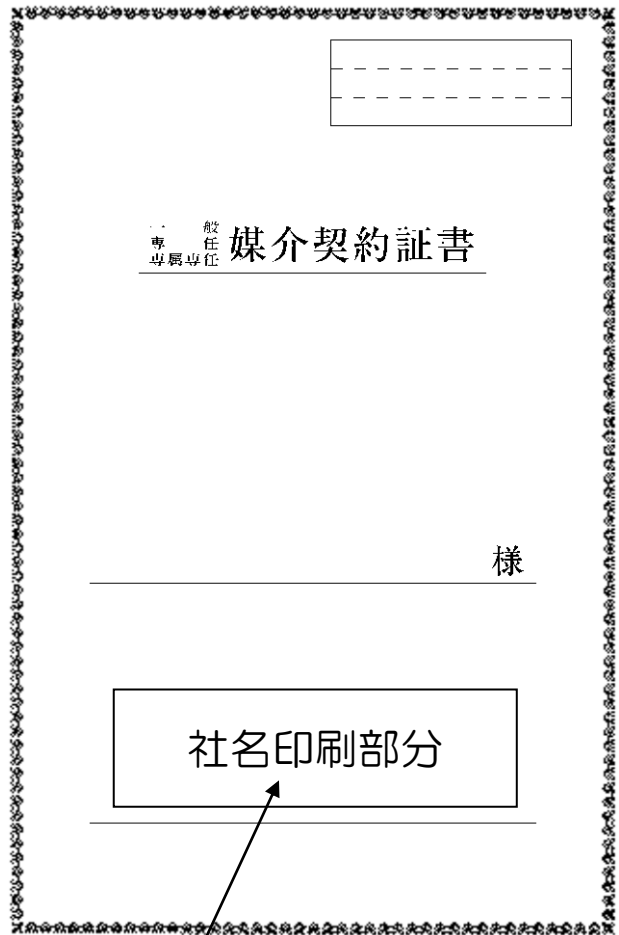 一般
専任
専属専任
媒介契約証書
様
社名印刷部分